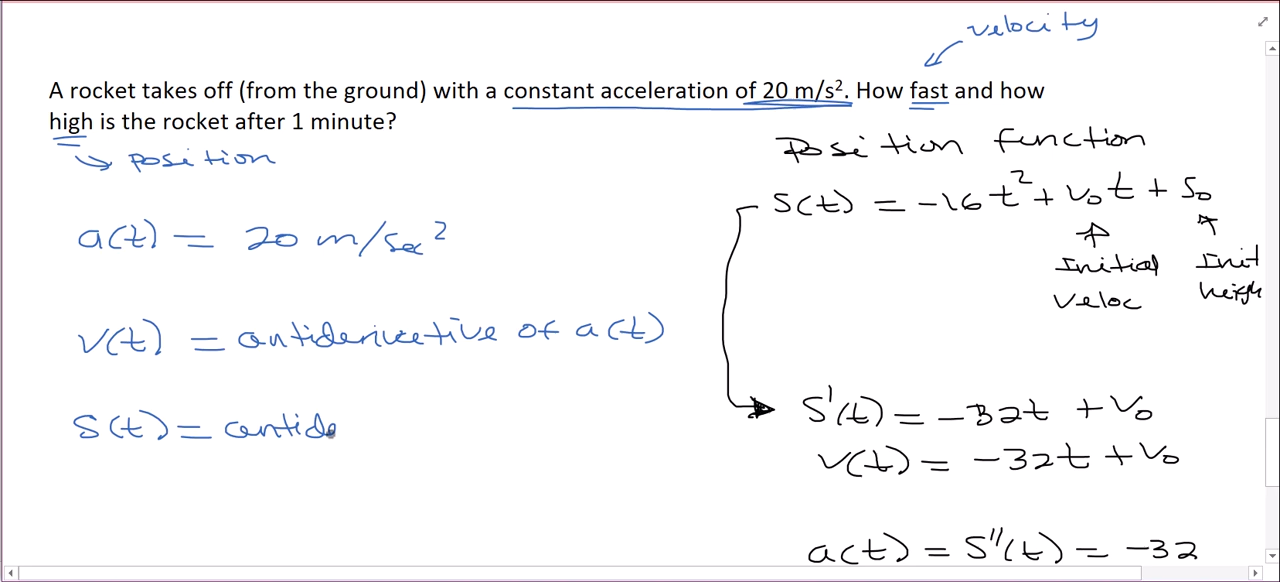 velocity
A rocket takes off (from the ground) with a constant acceleration of 20 m/s². How fast and how
high is the rocket after 1 minute?
position
Position function
s(t) = -16t² + v₀t + s₀
Initial
Veloc
Init
heigh
a(t) = 20 m/sec²
v(t) = antiderivative of a(t)
s(t) = antide
s'(t) = -32t + v₀
v(t) = -32t + v₀
a(t) = s''(t) = -32